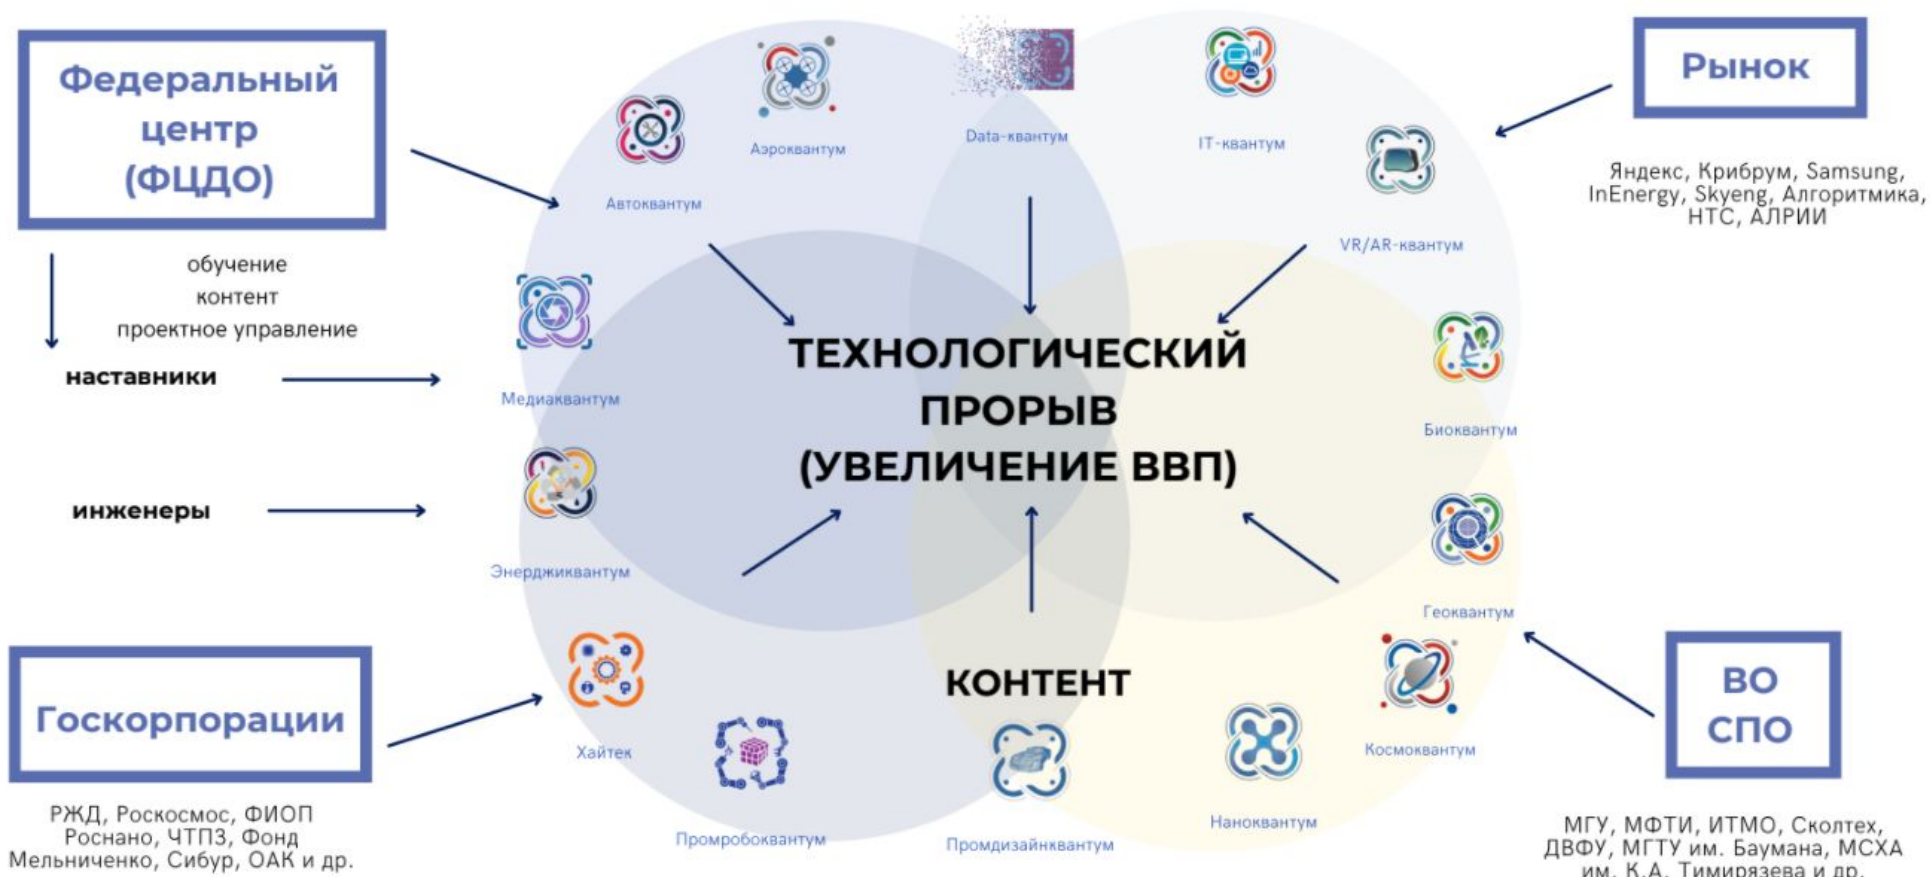 Федеральный
центр
(ФЦДО)
обучение
контент
проектное управление
наставники
инженеры
Госкорпорации
РЖД, Роскосмос, ФИОП
Роснано, ЧТПЗ, Фонд
Мельниченко, Сибур, ОАК и др.
Автоквантум
Аэроквантум
Data-квантум
IT-квантум
VR/AR-квантум
Медиаквантум
Биоквантум
Энерджиквантум
Геоквантум
Хайтек
Космоквантум
Промробоквантум
Промдизайнквантум
Наноквантум
ТЕХНОЛОГИЧЕСКИЙ
ПРОРЫВ
(УВЕЛИЧЕНИЕ ВВП)
КОНТЕНТ
Рынок
Яндекс, Крибрум, Samsung,
InEnergy, Skyeng, Алгоритмика,
НТС, АЛРИИ
ВО
СПО
МГУ, МФТИ, ИТМО, Сколтех,
ДВФУ, МГТУ им. Баумана, МСХА
им. К.А. Тимирязева и др.